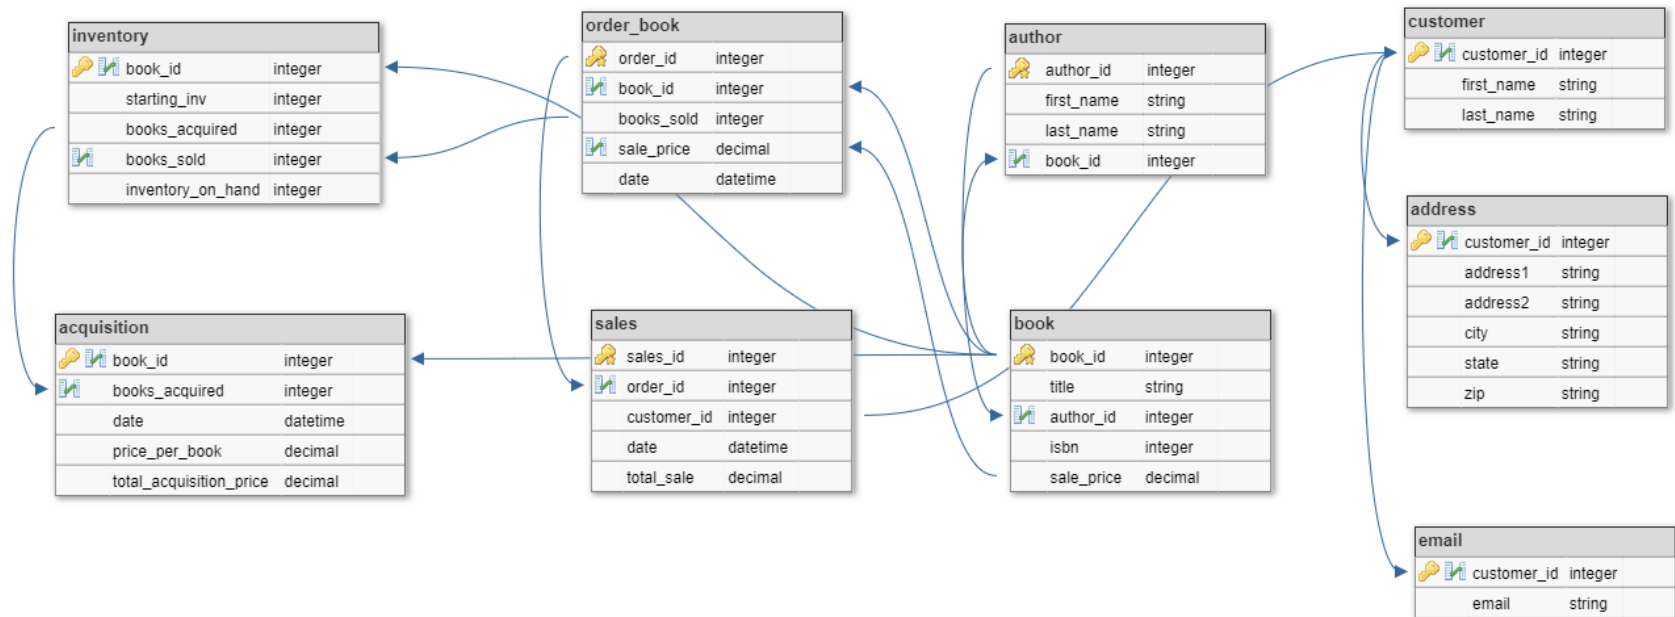 inventory
book_id integer
starting_inv integer
books_acquired integer
books_sold integer
inventory_on_hand integer
order_book
order_id integer
book_id integer
books_sold integer
sale_price decimal
date datetime
author
author_id integer
first_name string
last_name string
book_id integer
customer
customer_id integer
first_name string
last_name string
address
customer_id integer
address1 string
address2 string
city string
state string
zip string
acquisition
book_id integer
books_acquired integer
date datetime
price_per_book decimal
total_acquisition_price decimal
sales
sales_id integer
order_id integer
customer_id integer
date datetime
total_sale decimal
book
book_id integer
title string
author_id integer
isbn integer
sale_price decimal
email
customer_id integer
email string